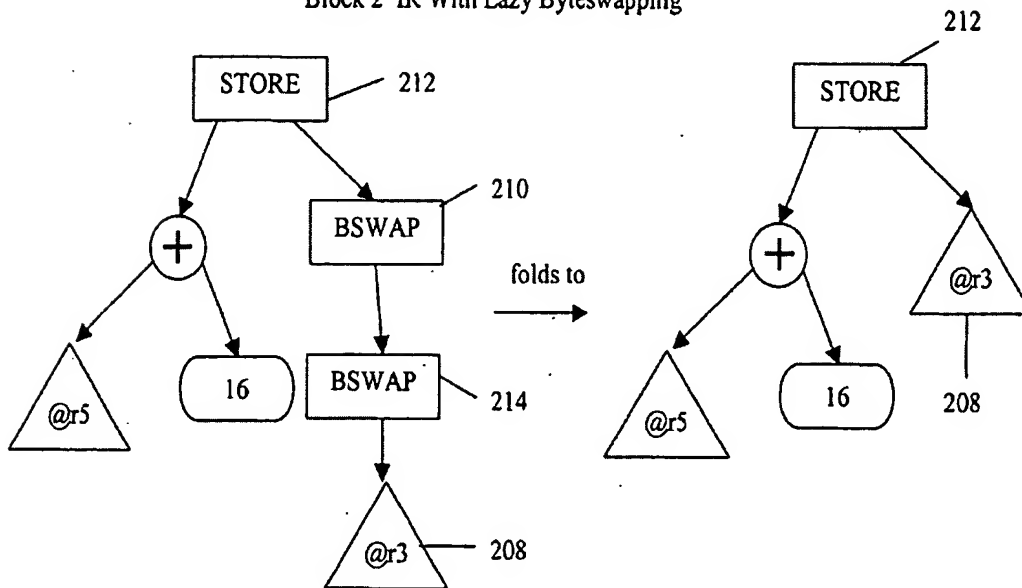 Block 2 IR With Lazy Byteswapping
STORE
212
210
BSWAP
+
@r5
16
BSWAP
214
@r3
208
folds to
212
STORE
+
@r3
208
@r5
16